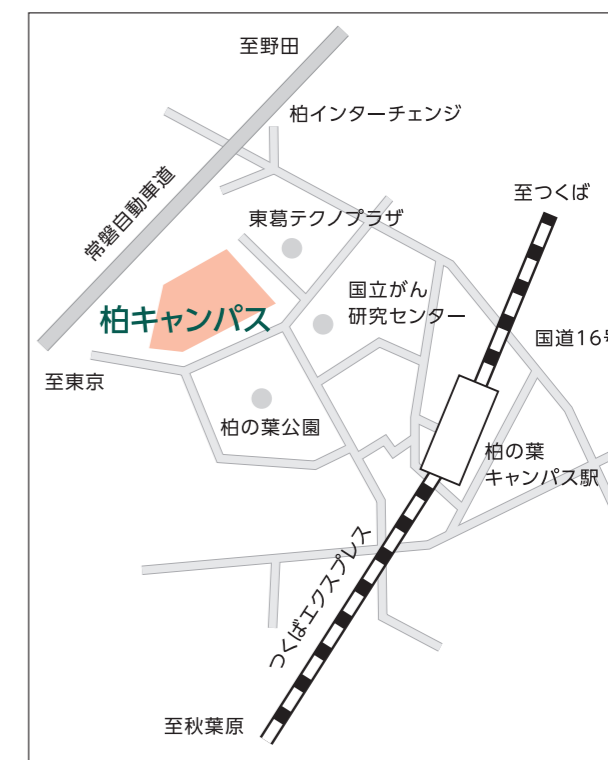 至野田
柏インターチェンジ
常磐自動車道
至つくば
東葛テクノプラザ
国立がん
研究センター
柏キャンパス
国道16号
至東京
柏の葉公園
柏の葉
キャンパス駅
つくばエクスプレス
至秋葉原